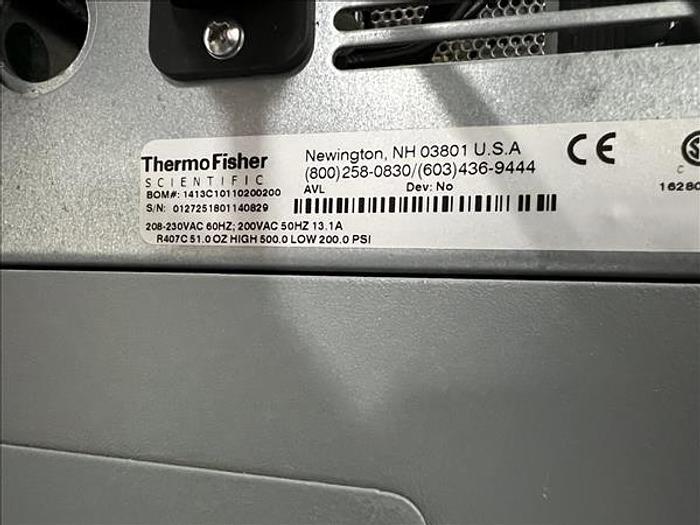 ThermoFisher
SCIENTIFIC
BOM#: 1413C10110200200
S/N: 0127251801140829
Newington, NH 03801 U.S.A
(800)258-0830/(603)436-9444
AVL Dev: No
208-230VAC 60HZ; 200VAC 50HZ 13.1A
R407C 51.0 OZ HIGH 500.0 LOW 200.0 PSI
CE
C
16280